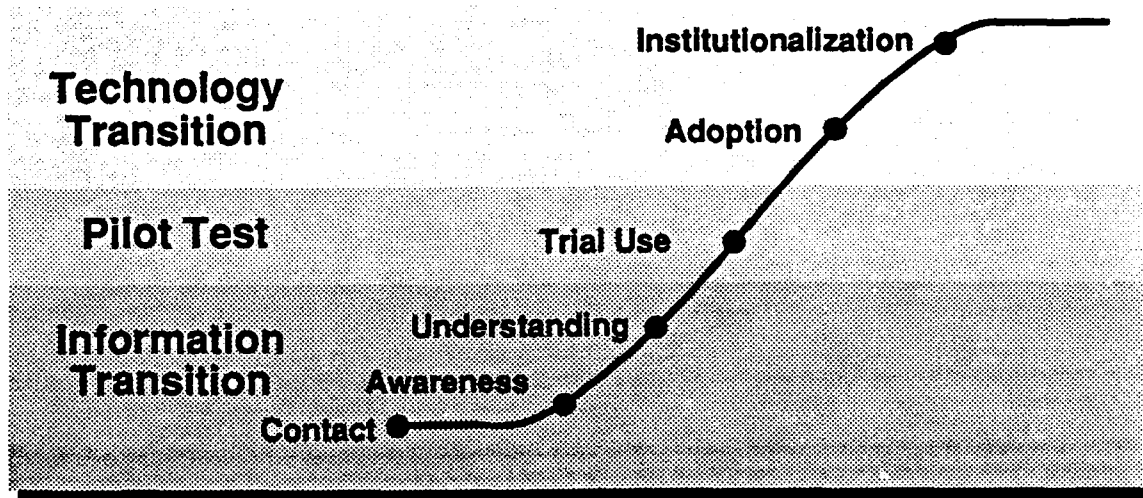 Institutionalization
Technology
Transition
Adoption
Pilot Test
Trial Use
Understanding
Information
Transition
Awareness
Contact